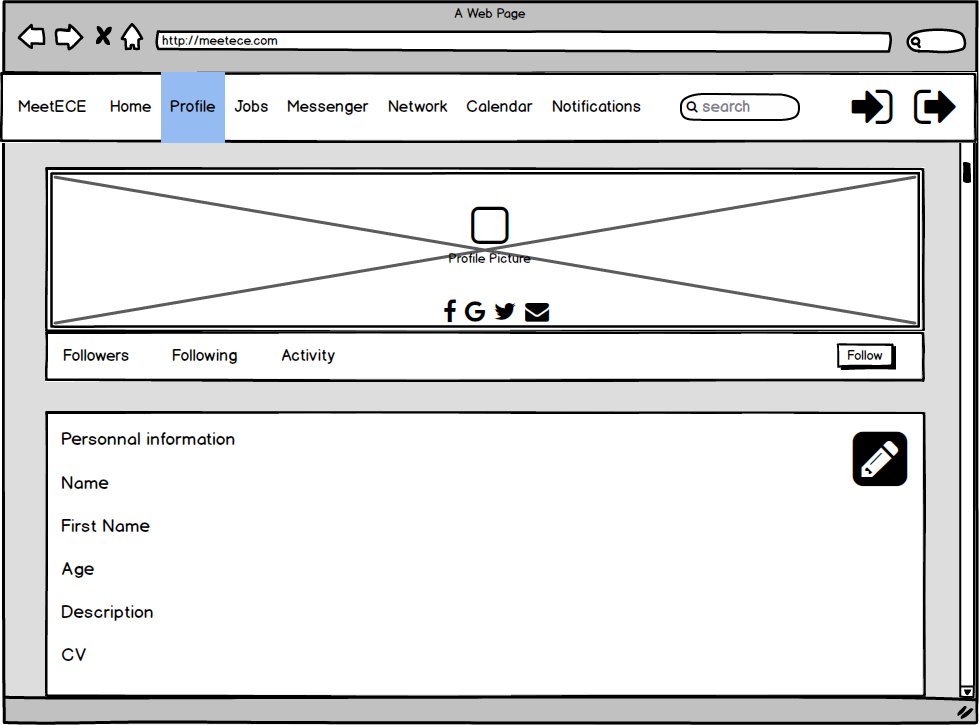 A Web Page
http://meetece.com
MeetECE Home Profile Jobs Messenger Network Calendar Notifications search
Profile Picture
Followers Following Activity Follow
Personnal information
Name
First Name
Age
Description
CV